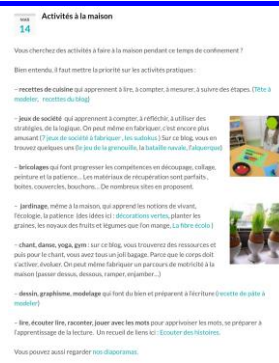 Activités à la maison
MAR
14
Vous cherchez des activités à faire à la maison pendant ce temps de confinement ?
Bien entendu, il faut mettre la priorité sur les activités pratiques :
– recettes de cuisine qui apprennent à lire, à compter, à mesurer, à suivre des étapes. (Tête à
modeler, recettes du blog)
– jeux de société qui apprennent à compter, à réfléchir, à utiliser des
stratégies, de la logique. On peut même en fabriquer, c'est encore plus
amusant (7 jeux de société à fabriquer, les sudokus) Sur ce blog, vous en
trouvez quelques uns (le jeu de la grenouille, la bataille navale, l'alquerque)
– bricolages qui font progresser les compétences en découpage, collage,
peinture et la patience... Les matériaux de récupération sont parfaits,
boites, couvercles, bouchons... De nombreux sites en proposent.
– jardinage, même à la maison, qui apprend les notions de vivant,
l'écologie, la patience (des idées ici : décorations vertes, planter les
graines, les noyaux des fruits et légumes que l'on mange, La fibre écolo)
– chant, danse, yoga, gym : sur ce blog, vous trouverez des ressources et
puis pour le chant, vous avez tous un joli bagage. Parce que le corps doit
s'activer, évoluer. On peut même fabriquer un parcours de motricité à la
maison (passer dessus, dessous, ramper, enjamber...)
– dessin, graphisme, modelage qui font du bien et préparent à l'écriture (recette de pâte à
modeler)
– lire, écouter lire, raconter, jouer avec les mots pour apprivoiser les mots, se préparer à
l'apprentissage de la lecture. Un recueil de liens ici : Ecouter des histoires.
Vous pouvez aussi regarder nos diaporamas.